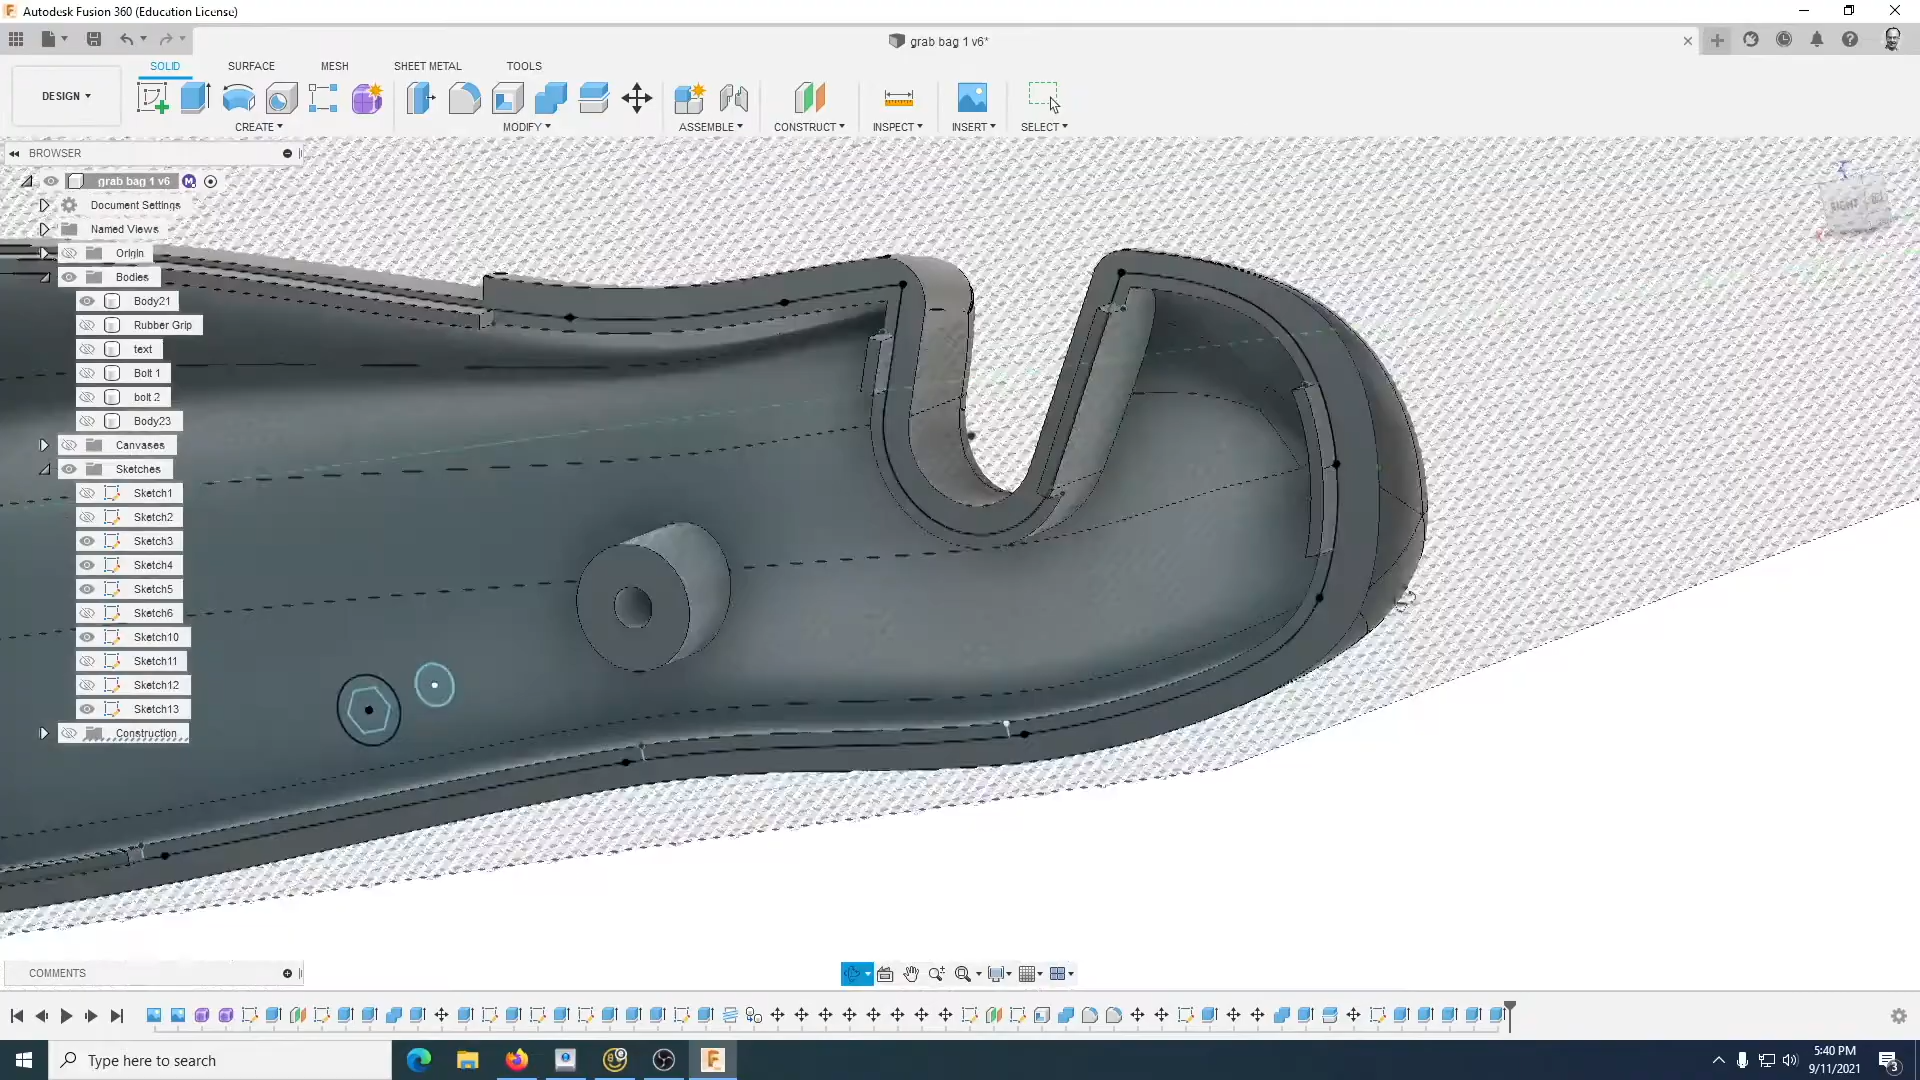 Autodesk Fusion 360 (Education License)
grab bag 1 v6*
SOLID
SURFACE
MESH
SHEET METAL
TOOLS
DESIGN
CREATE
MODIFY
ASSEMBLE
CONSTRUCT
INSPECT
INSERT
SELECT
BROWSER
grab bag 1 v6
M
Document Settings
Named Views
Origin
Bodies
Body21
Rubber Grip
text
Bolt 1
bolt 2
Body23
Canvases
Sketches
Sketch1
Sketch2
Sketch3
Sketch4
Sketch5
Sketch6
Sketch10
Sketch11
Sketch12
Sketch13
Construction
RIGHT
COMMENTS
Type here to search
5:40 PM
9/11/2021
3